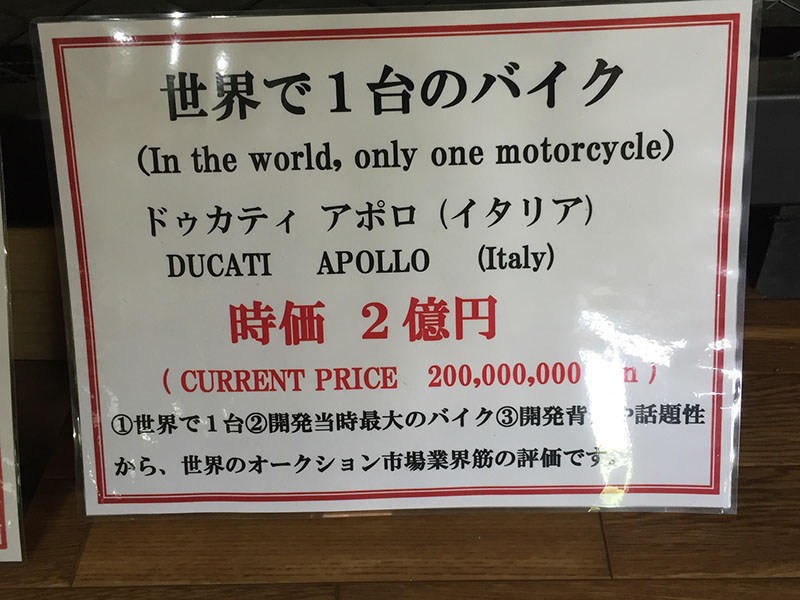 世界で１台のバイク
(In the world, only one motorcycle)
ドゥカティ アポロ (イタリア)
DUCATI APOLLO (Italy)
時価 ２億円
( CURRENT PRICE 200,000,000 )
①世界で１台②開発当時最大のバイク③開発背 話題性
から、世界のオークション市場業界筋の評価です。